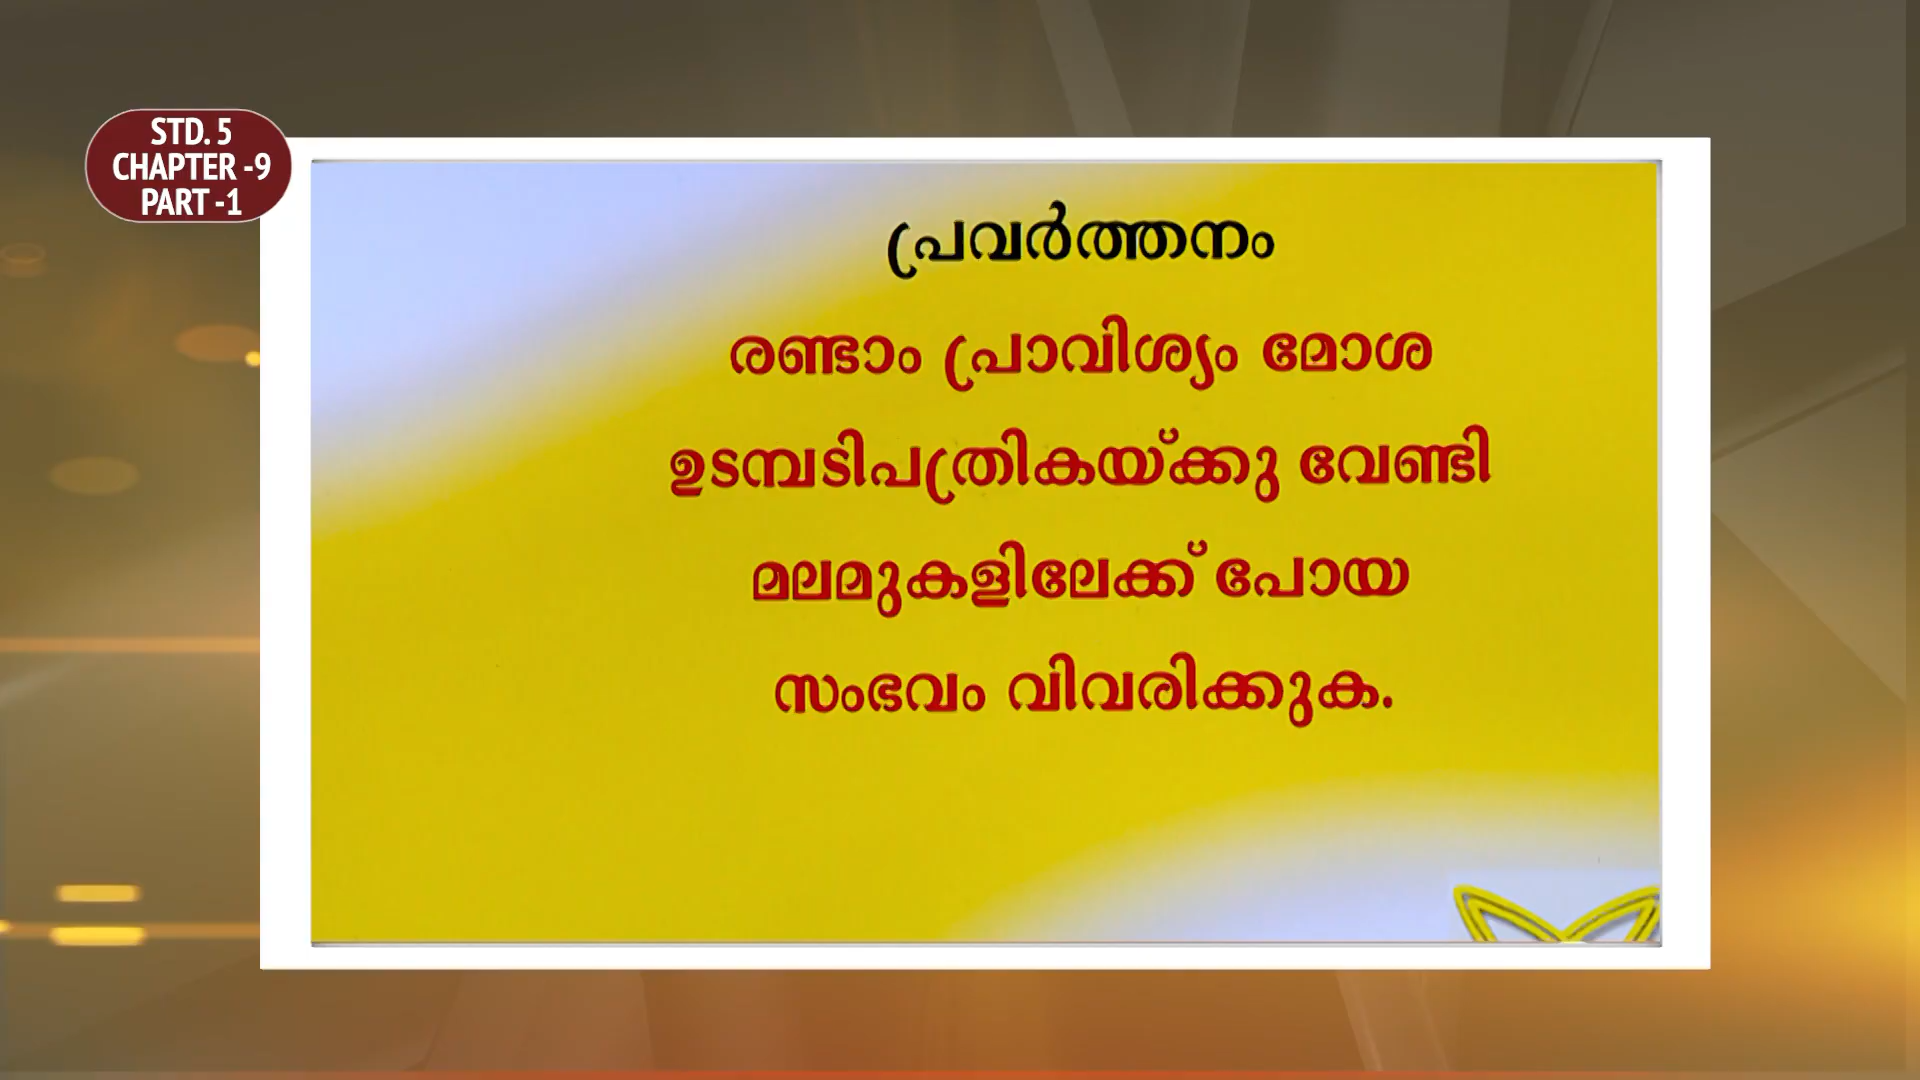 STD. 5
CHAPTER -9
PART -1
പ്രവർത്തനം
രണ്ടാം പ്രാവിശ്യം മോശ
ഉടമ്പടിപത്രികയ്ക്കു വേണ്ടി
മലമുകളിലേക്ക് പോയ
സംഭവം വിവരിക്കുക.